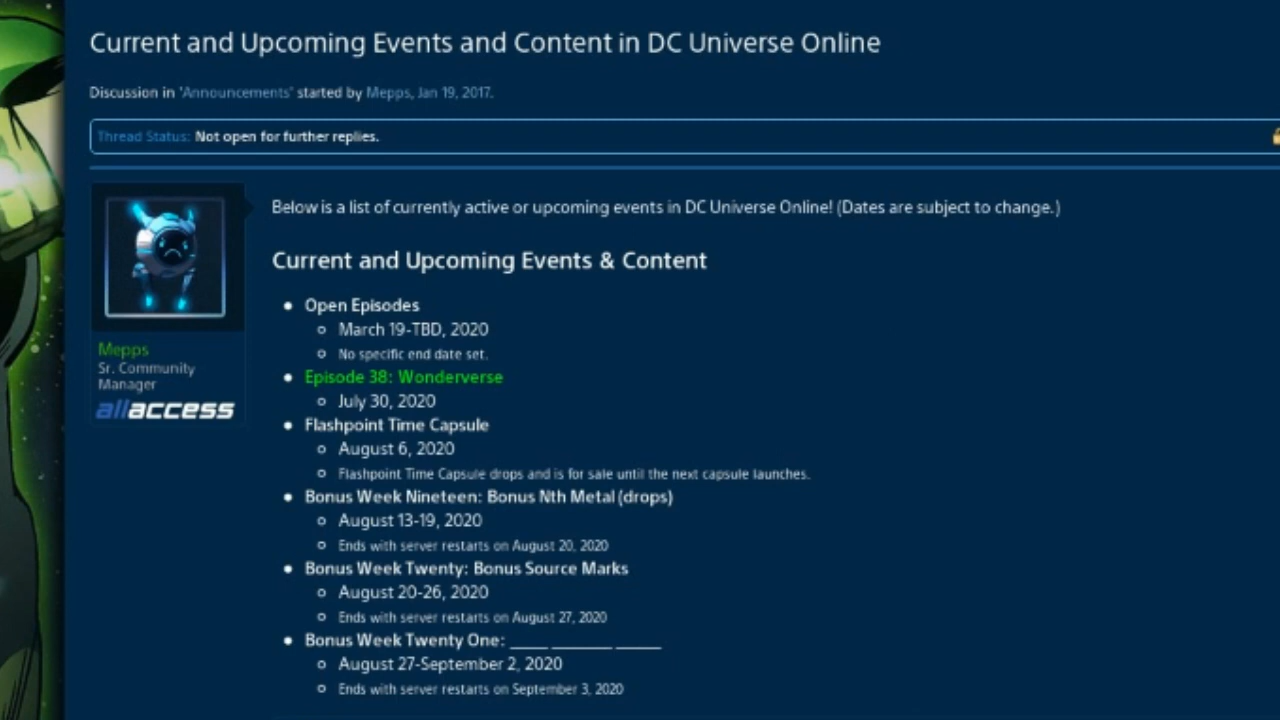 Current and Upcoming Events and Content in DC Universe Online
Discussion in 'Announcements' started by Mepps, Jan 19, 2017.
Thread Status: Not open for further replies.
Below is a list of currently active or upcoming events in DC Universe Online! (Dates are subject to change.)
Mepps
Sr. Community
Manager
allaccess
Current and Upcoming Events & Content
Open Episodes
March 19-TBD, 2020
No specific end date set.
Episode 38: Wonderverse
July 30, 2020
Flashpoint Time Capsule
August 6, 2020
Flashpoint Time Capsule drops and is for sale until the next capsule launches.
Bonus Week Nineteen: Bonus Nth Metal (drops)
August 13-19, 2020
Ends with server restarts on August 20, 2020
Bonus Week Twenty: Bonus Source Marks
August 20-26, 2020
Ends with server restarts on August 27, 2020
Bonus Week Twenty One: ____ _______ _____
August 27-September 2, 2020
Ends with server restarts on September 3, 2020